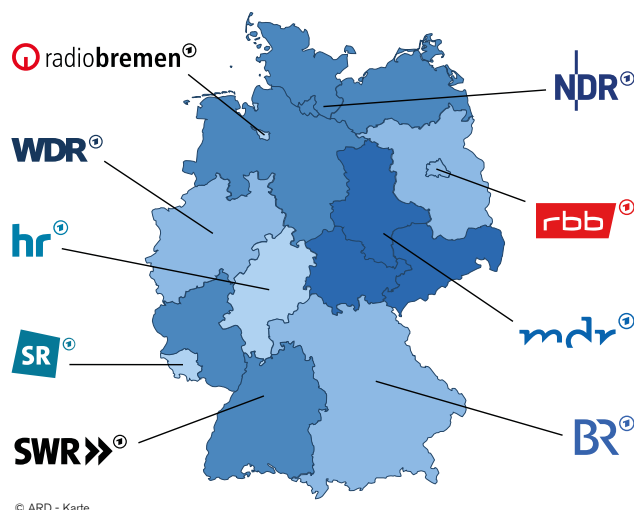 radiobremen
NDR
WDR
rbb
hr
mdr
SR
BR
SWR
© ARD - Karte